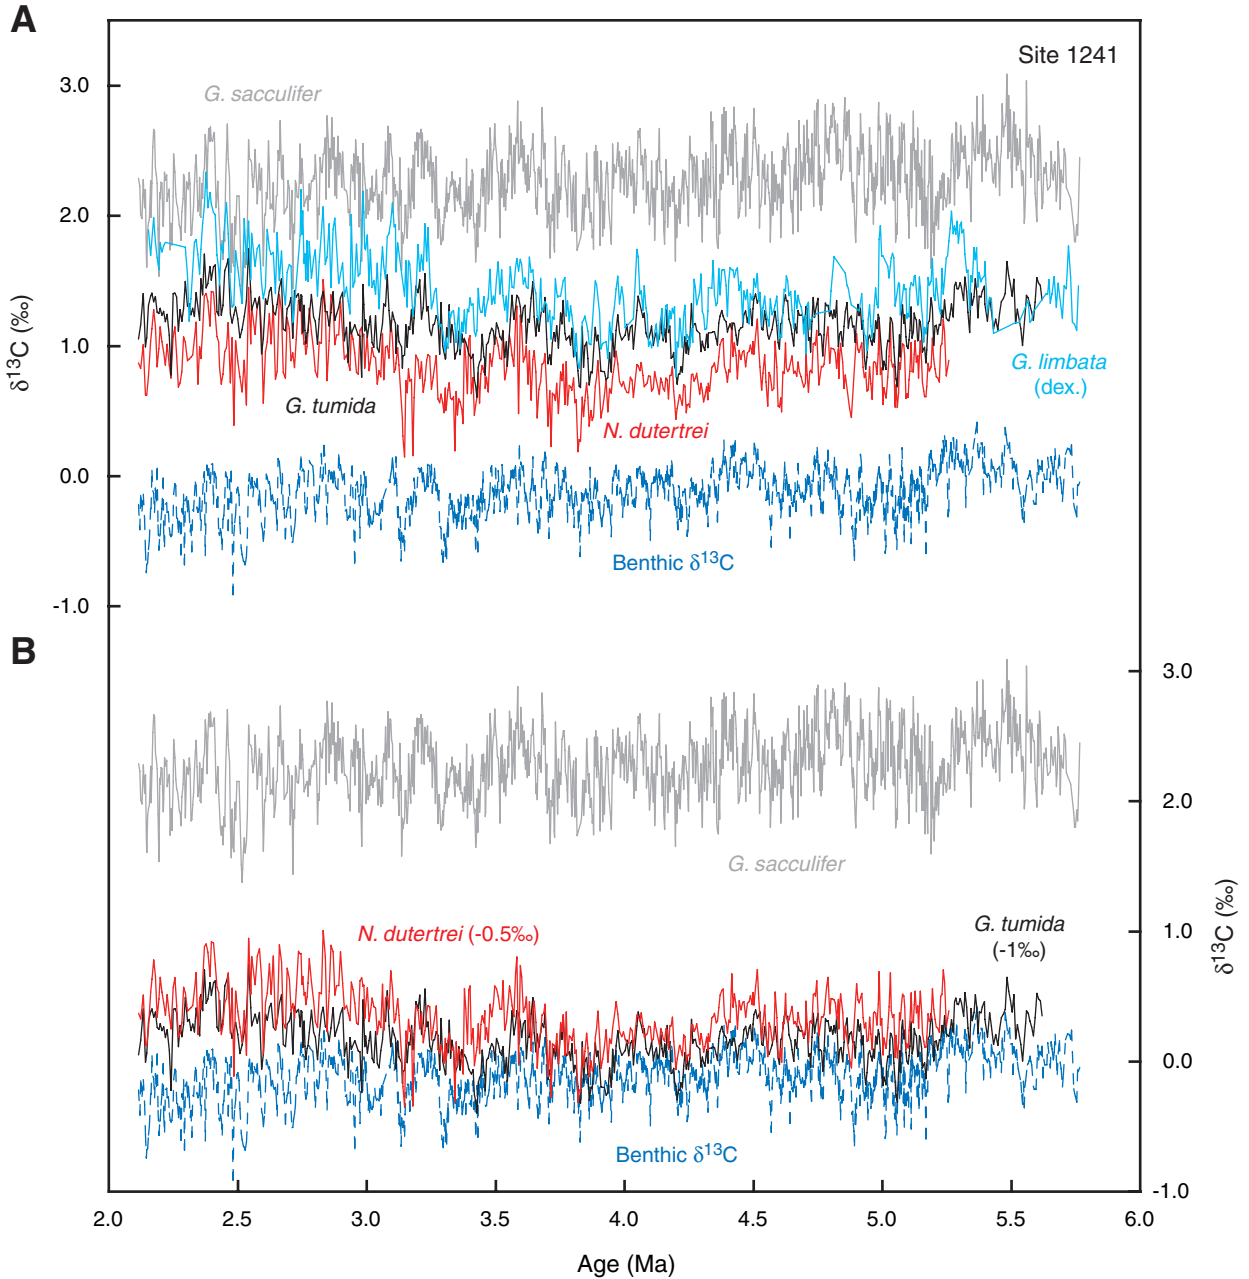 A
Site 1241
3.0
G. sacculifer
2.0
δ13C (‰)
1.0
G. limbata
(dex.)
G. tumida
N. dutertrei
0.0
Benthic δ13C
-1.0
B
3.0
2.0
G. sacculifer
δ13C (‰)
N. dutertrei (-0.5‰)
G. tumida
(-1‰)
1.0
0.0
Benthic δ13C
-1.0
2.0 2.5 3.0 3.5 4.0 4.5 5.0 5.5 6.0
Age (Ma)